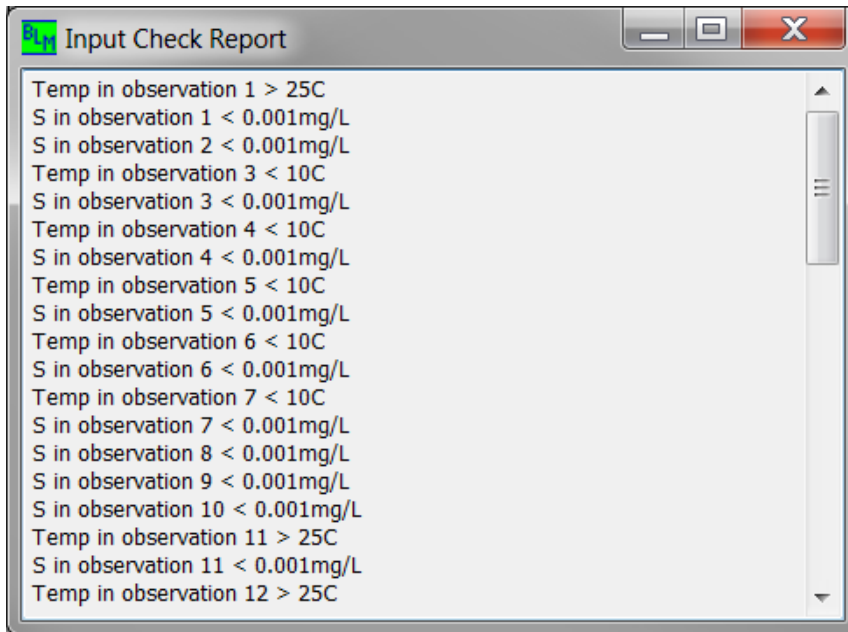 BLM Input Check Report
Temp in observation 1 > 25C
S in observation 1 < 0.001mg/L
S in observation 2 < 0.001mg/L
Temp in observation 3 < 10C
S in observation 3 < 0.001mg/L
Temp in observation 4 < 10C
S in observation 4 < 0.001mg/L
Temp in observation 5 < 10C
S in observation 5 < 0.001mg/L
Temp in observation 6 < 10C
S in observation 6 < 0.001mg/L
Temp in observation 7 < 10C
S in observation 7 < 0.001mg/L
S in observation 8 < 0.001mg/L
S in observation 9 < 0.001mg/L
S in observation 10 < 0.001mg/L
Temp in observation 11 > 25C
S in observation 11 < 0.001mg/L
Temp in observation 12 > 25C